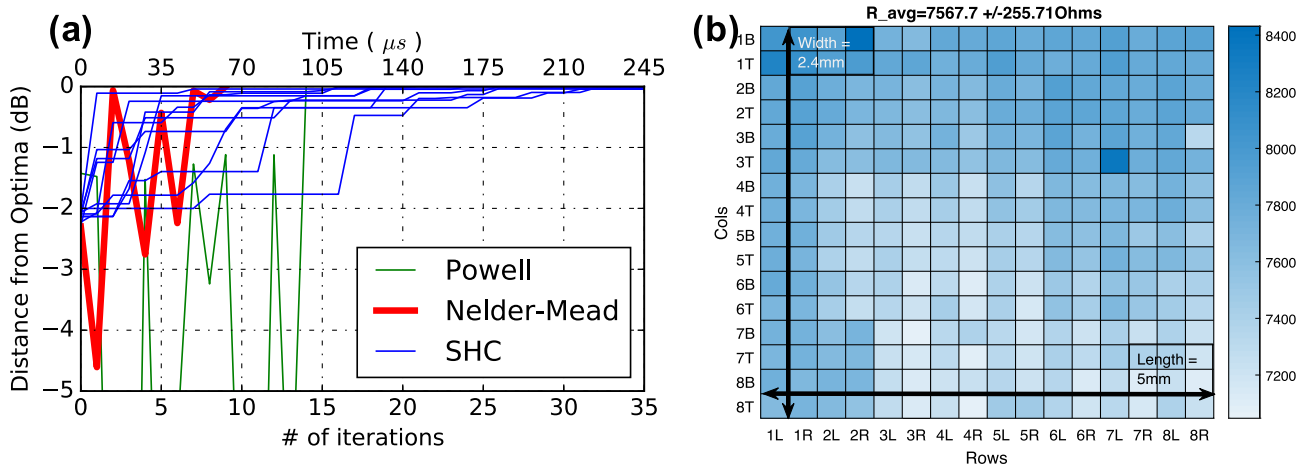 (a)
Time ( μs )
0 35 70 105 140 175 210 245
Distance from Optima (dB)
0
−1
−2
−3
−4
−5
Powell
Nelder-Mead
SHC
0 5 10 15 20 25 30 35
# of iterations
(b)
R_avg=7567.7 +/-255.71Ohms
Cols
1B
1T
2B
2T
3B
3T
4B
4T
5B
5T
6B
6T
7B
7T
8B
8T
Width =
2.4mm
Length =
5mm
1L 1R 2L 2R 3L 3R 4L 4R 5L 5R 6L 6R 7L 7R 8L 8R
Rows
8400
8200
8000
7800
7600
7400
7200